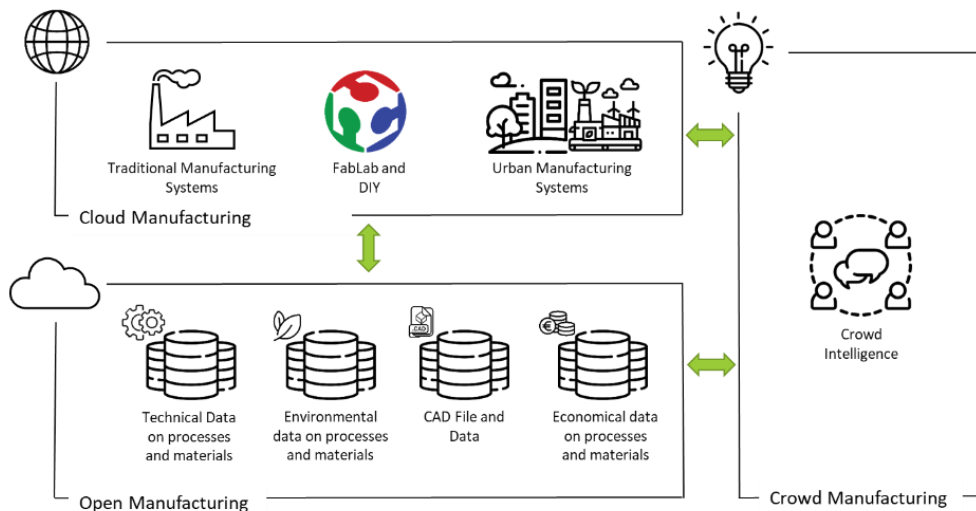 Traditional Manufacturing
Systems
FabLab and
DIY
Urban Manufacturing
Systems
Cloud Manufacturing
CAD
€
Technical Data
on processes
and materials
Environmental
data on processes
and materials
CAD File and
Data
Economical data
on processes
and materials
Open Manufacturing
Crowd
Intelligence
Crowd Manufacturing